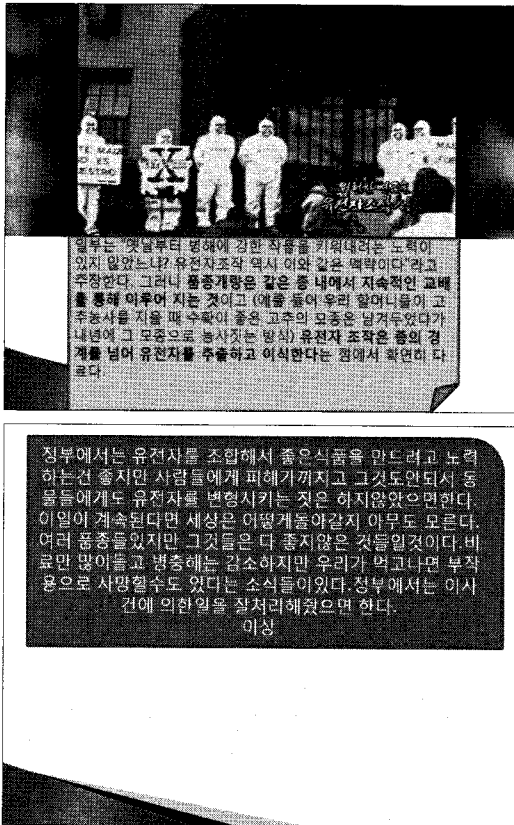 TE MAIZ
NO ES
ESTRO
X
MAI
유전자조작
일부는 "옛날부터 병해에 강한 작물을 키워내려는 노력이
있지 않았느냐? 유전자조작 역시 이와 같은 맥락이다"라고
주장한다. 그러나 품종개량은 같은 종 내에서 지속적인 교배
를 통해 이루어 지는 것이고 (예를 들어 우리 할머니들이 고
추농사를 지을 때 수확이 좋은 고추의 모종은 남겨두었다가
내년에 그 모종으로 농사짓는 방식) 유전자 조작은 종의 경
계를 넘어 유전자를 추출하고 이식한다는 점에서 확연히 다
르다
정부에서는 유전자를 조합해서 좋은식품을 만드려고 노력
하는건 좋지만 사람들에게 피해가끼지고 그것도안되서 동
물들에게도 유전자를 변형시키는 짓은 하지않았으면한다.
이일이 계속된다면 세상은 어떻게돌아갈지 아무도 모른다.
여러 품종들있지만 그것들은 다 좋지않은 것들일것이다.비
료만 많이들고 병충해는 감소하지만 우리가 먹고나면 부작
용으로 사망할수도 있다는 소식들이있다.정부에서는 이사
건에 의한일을 잘처리해줬으면 한다.
이상